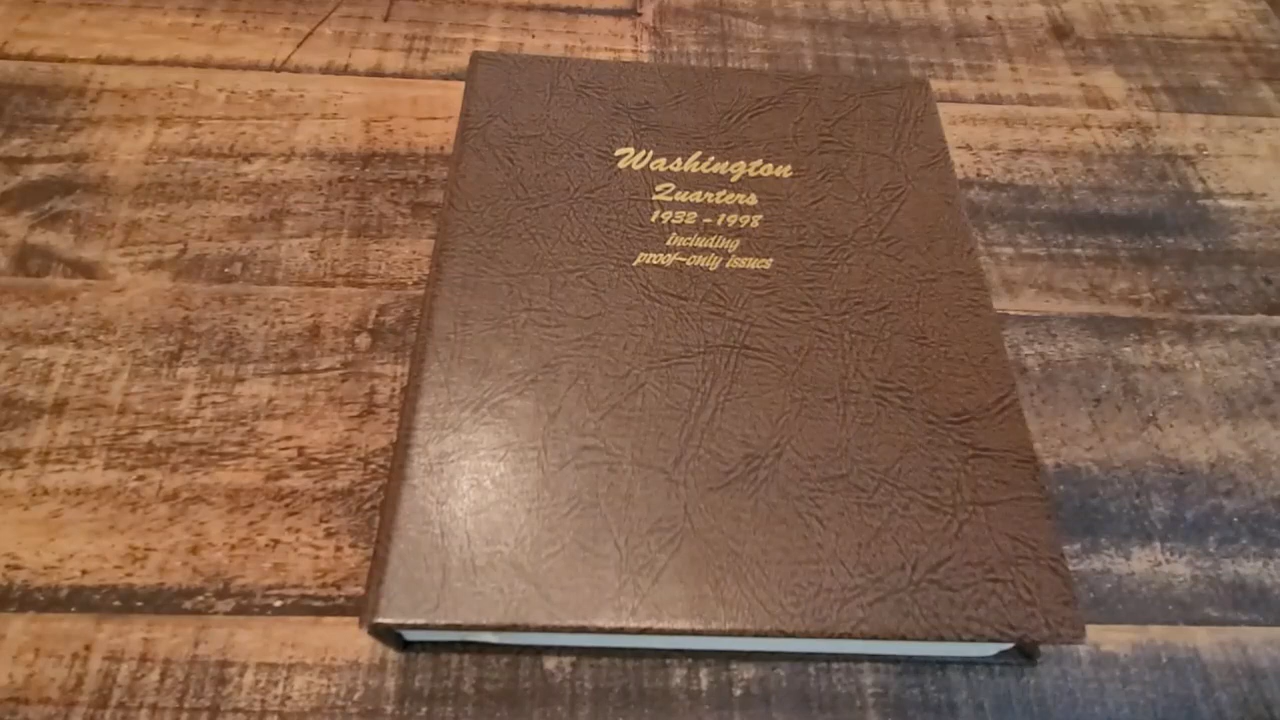 Washington
Quarters
1932-1998
including
proof-only issues